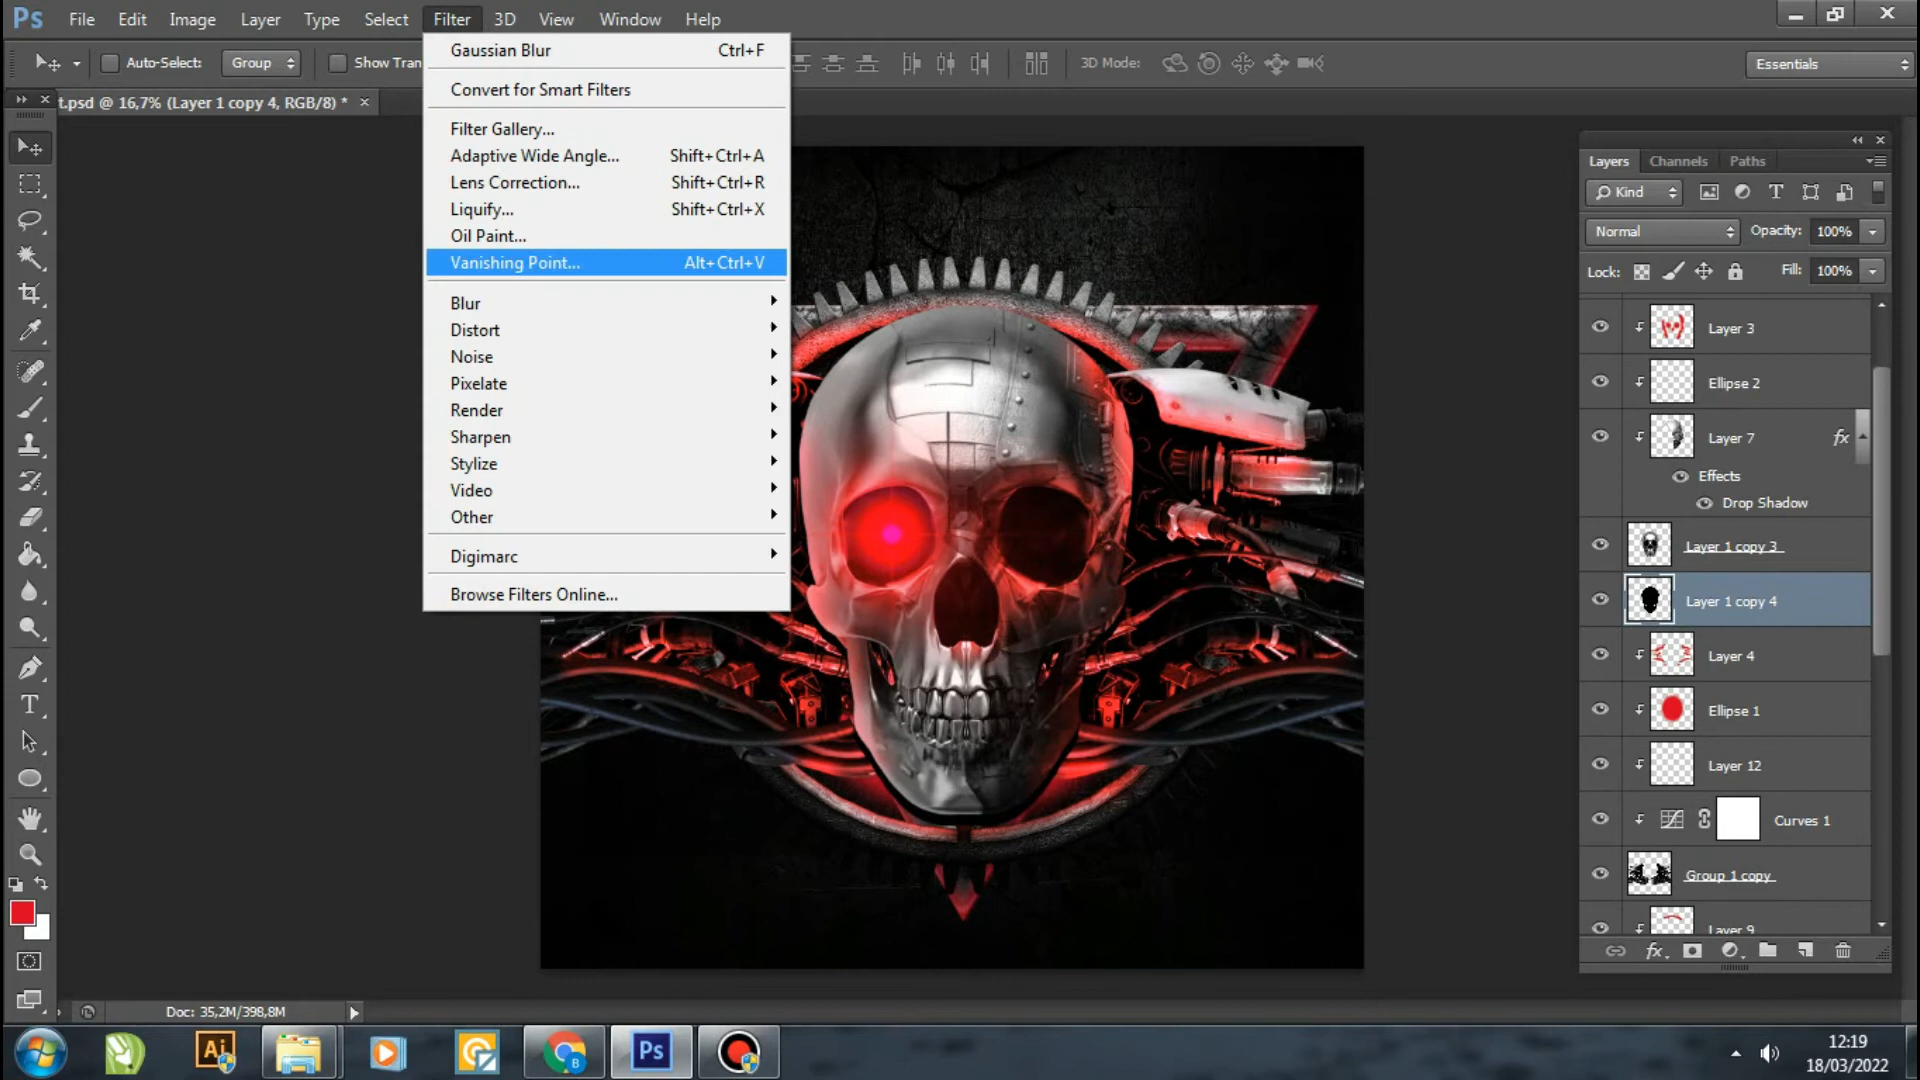 Ps File Edit Image Layer Type Select Filter 3D View Window Help
Auto-Select: Group Show Tran 3D Mode: Essentials
t.psd @ 16,7% (Layer 1 copy 4, RGB/8) * ×
Gaussian Blur Ctrl+F
Convert for Smart Filters
Filter Gallery...
Adaptive Wide Angle... Shift+Ctrl+A
Lens Correction... Shift+Ctrl+R
Liquify... Shift+Ctrl+X
Oil Paint...
Vanishing Point... Alt+Ctrl+V
Blur
Distort
Noise
Pixelate
Render
Sharpen
Stylize
Video
Other
Digimarc
Browse Filters Online...
Layers Channels Paths
Kind
Normal Opacity: 100%
Lock: Fill: 100%
Layer 3
Ellipse 2
Layer 7 fx
Effects
Drop Shadow
Layer 1 copy 3
Layer 1 copy 4
Layer 4
Ellipse 1
Layer 12
Curves 1
Group 1 copy
Layer 9
fx
Doc: 35,2M/398,8M
Ai
B
Ps
12:19
18/03/2022